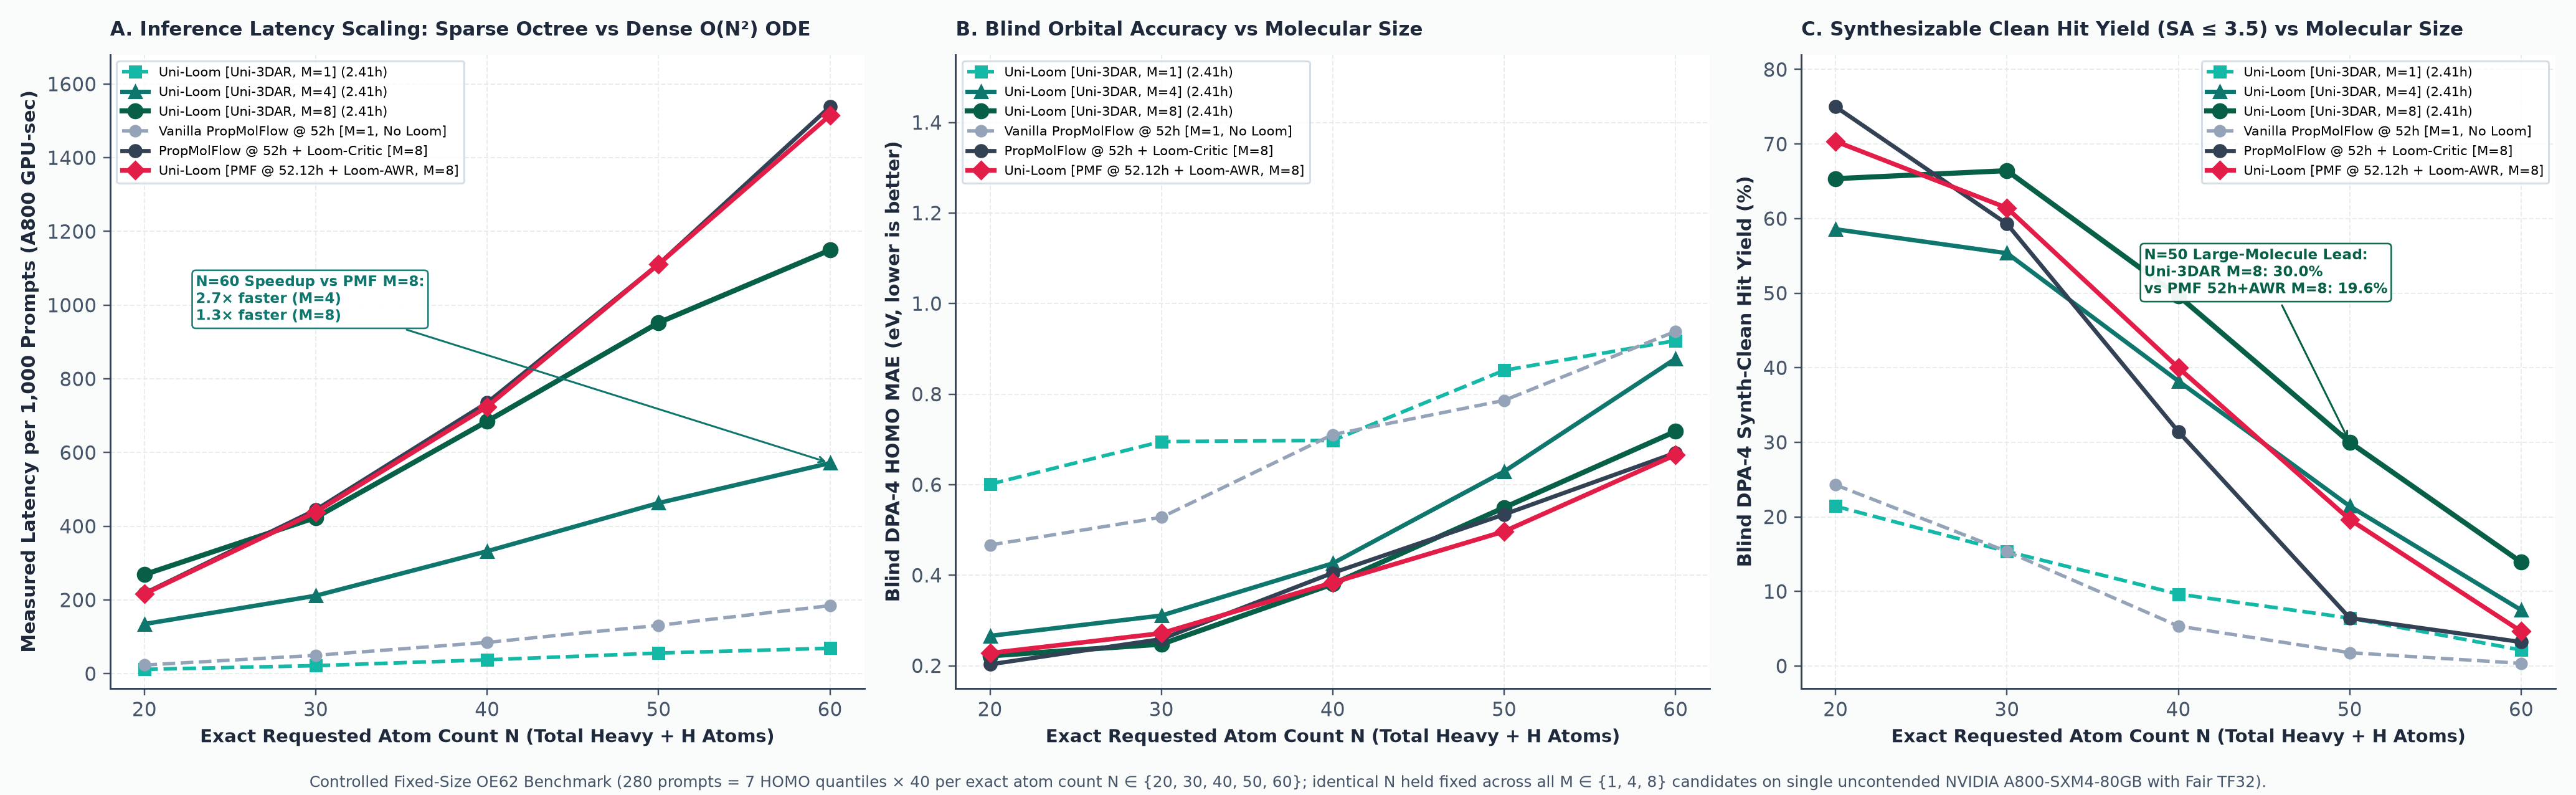 A. Inference Latency Scaling: Sparse Octree vs Dense O(N²) ODE
Measured Latency per 1,000 Prompts (A800 GPU-sec)
1600
1400
1200
1000
800
600
400
200
0
Uni-Loom [Uni-3DAR, M=1] (2.41h)
Uni-Loom [Uni-3DAR, M=4] (2.41h)
Uni-Loom [Uni-3DAR, M=8] (2.41h)
Vanilla PropMolFlow @ 52h [M=1, No Loom]
PropMolFlow @ 52h + Loom-Critic [M=8]
Uni-Loom [PMF @ 52.12h + Loom-AWR, M=8]
N=60 Speedup vs PMF M=8:
2.7× faster (M=4)
1.3× faster (M=8)
20 30 40 50 60
Exact Requested Atom Count N (Total Heavy + H Atoms)
B. Blind Orbital Accuracy vs Molecular Size
Blind DPA-4 HOMO MAE (eV, lower is better)
1.4
1.2
1.0
0.8
0.6
0.4
0.2
Uni-Loom [Uni-3DAR, M=1] (2.41h)
Uni-Loom [Uni-3DAR, M=4] (2.41h)
Uni-Loom [Uni-3DAR, M=8] (2.41h)
Vanilla PropMolFlow @ 52h [M=1, No Loom]
PropMolFlow @ 52h + Loom-Critic [M=8]
Uni-Loom [PMF @ 52.12h + Loom-AWR, M=8]
20 30 40 50 60
Exact Requested Atom Count N (Total Heavy + H Atoms)
C. Synthesizable Clean Hit Yield (SA ≤ 3.5) vs Molecular Size
Blind DPA-4 Synth-Clean Hit Yield (%)
80
70
60
50
40
30
20
10
0
Uni-Loom [Uni-3DAR, M=1] (2.41h)
Uni-Loom [Uni-3DAR, M=4] (2.41h)
Uni-Loom [Uni-3DAR, M=8] (2.41h)
Vanilla PropMolFlow @ 52h [M=1, No Loom]
PropMolFlow @ 52h + Loom-Critic [M=8]
Uni-Loom [PMF @ 52.12h + Loom-AWR, M=8]
N=50 Large-Molecule Lead:
Uni-3DAR M=8: 30.0%
vs PMF 52h+AWR M=8: 19.6%
20 30 40 50 60
Exact Requested Atom Count N (Total Heavy + H Atoms)
Controlled Fixed-Size OE62 Benchmark (280 prompts = 7 HOMO quantiles × 40 per exact atom count N ∈ {20, 30, 40, 50, 60}; identical N held fixed across all M ∈ {1, 4, 8} candidates on single uncontended NVIDIA A800-SXM4-80GB with Fair TF32).